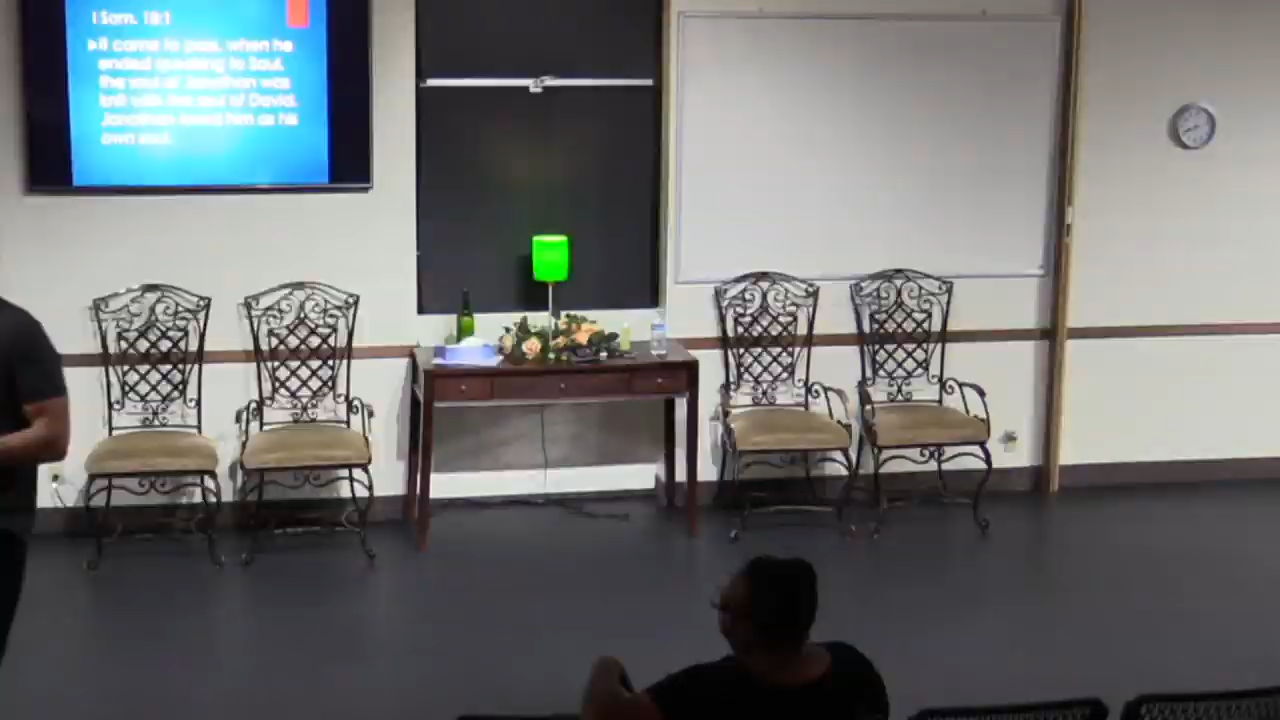 I Sam. 18:1
It came to pass, when he
ended speaking to Saul,
the soul of Jonathan was
knit with the soul of David,
Jonathan loved him as his
own soul.